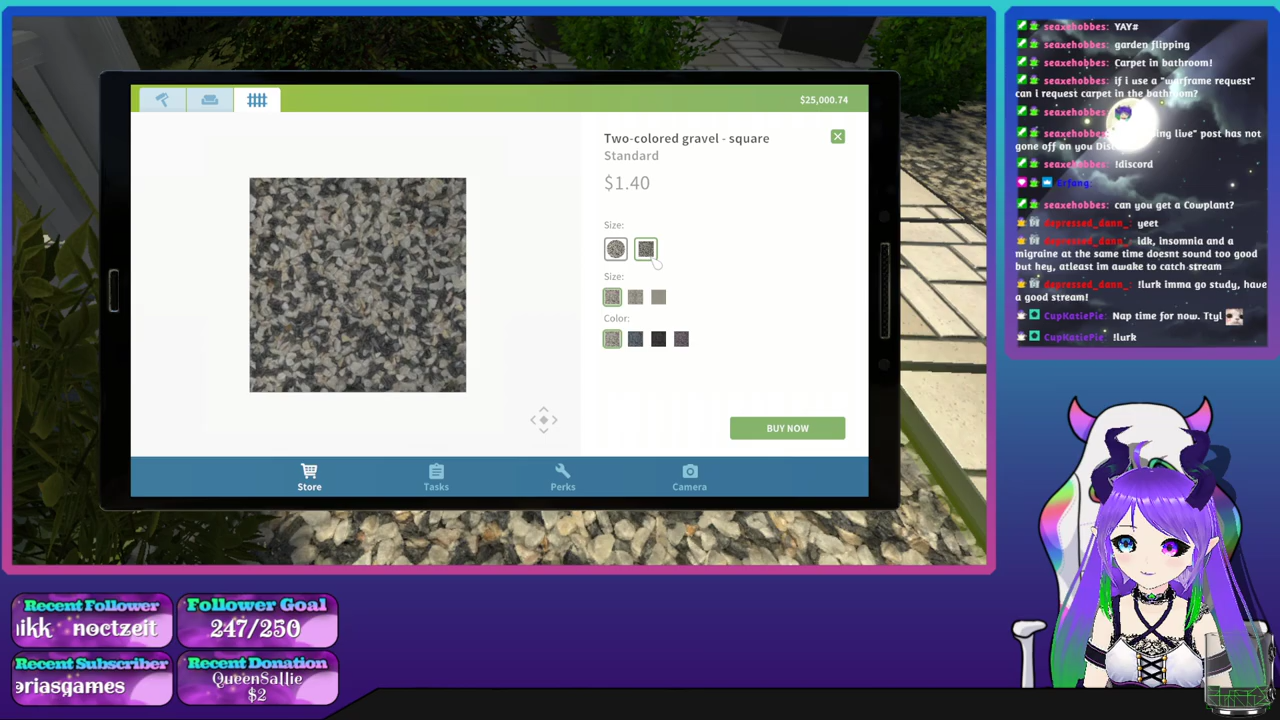 $25,000.74
Two-colored gravel - square
Standard
$1.40
Size:
Size:
Color:
BUY NOW
Store
Tasks
Perks
Camera
seaxehobbes: YAY#
seaxehobbes: garden flipping
seaxehobbes: Carpet in bathroom!
seaxehobbes: if i use a "warframe request"
can i request carpet in the bathroom?
seaxehobbes:
seaxehobbes: live" post has not
gone off on you
seaxehobbes: !discord
Erfang:
seaxehobbes: can you get a Cowplant?
depressed_dann_: yeet
depressed_dann_: idk, insomnia and a
migraine at the same time doesnt sound too good
but hey, atleast im awake to catch stream
depressed_dann_: !lurk imma go study, have
a good stream!
CupKatiePie: Nap time for now. Ttyl
CupKatiePie: !lurk
Recent Follower
ikk noctzeit
Follower Goal
247/250
Recent Subscriber
riasgames
Recent Donation
QueenSallie
$2